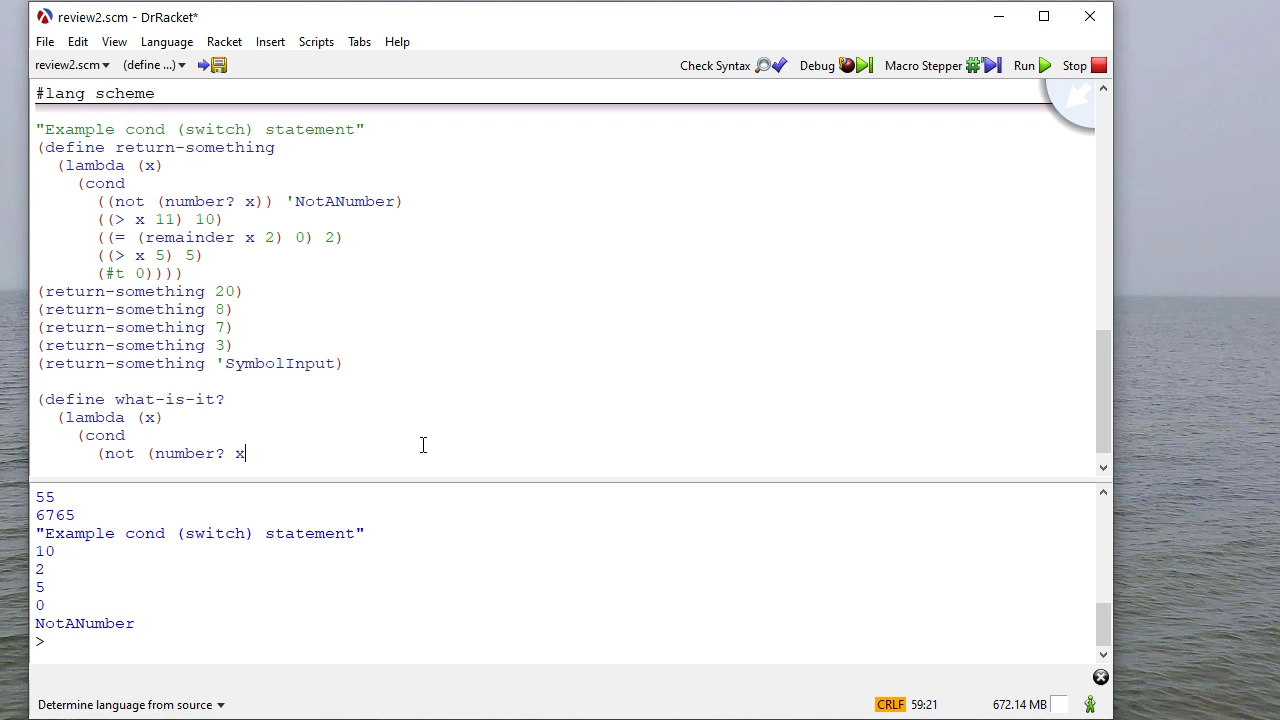 review2.scm - DrRacket*
File Edit View Language Racket Insert Scripts Tabs Help
review2.scm (define ...) Check Syntax Debug Macro Stepper Run Stop
#lang scheme
"Example cond (switch) statement"
(define return-something
(lambda (x)
(cond
((not (number? x)) 'NotANumber)
((> x 11) 10)
((= (remainder x 2) 0) 2)
((> x 5) 5)
(#t 0))))
(return-something 20)
(return-something 8)
(return-something 7)
(return-something 3)
(return-something 'SymbolInput)
(define what-is-it?
(lambda (x)
(cond
(not (number? x
55
6765
"Example cond (switch) statement"
10
2
5
0
NotANumber
>
Determine language from source CRLF 59:21 672.14 MB